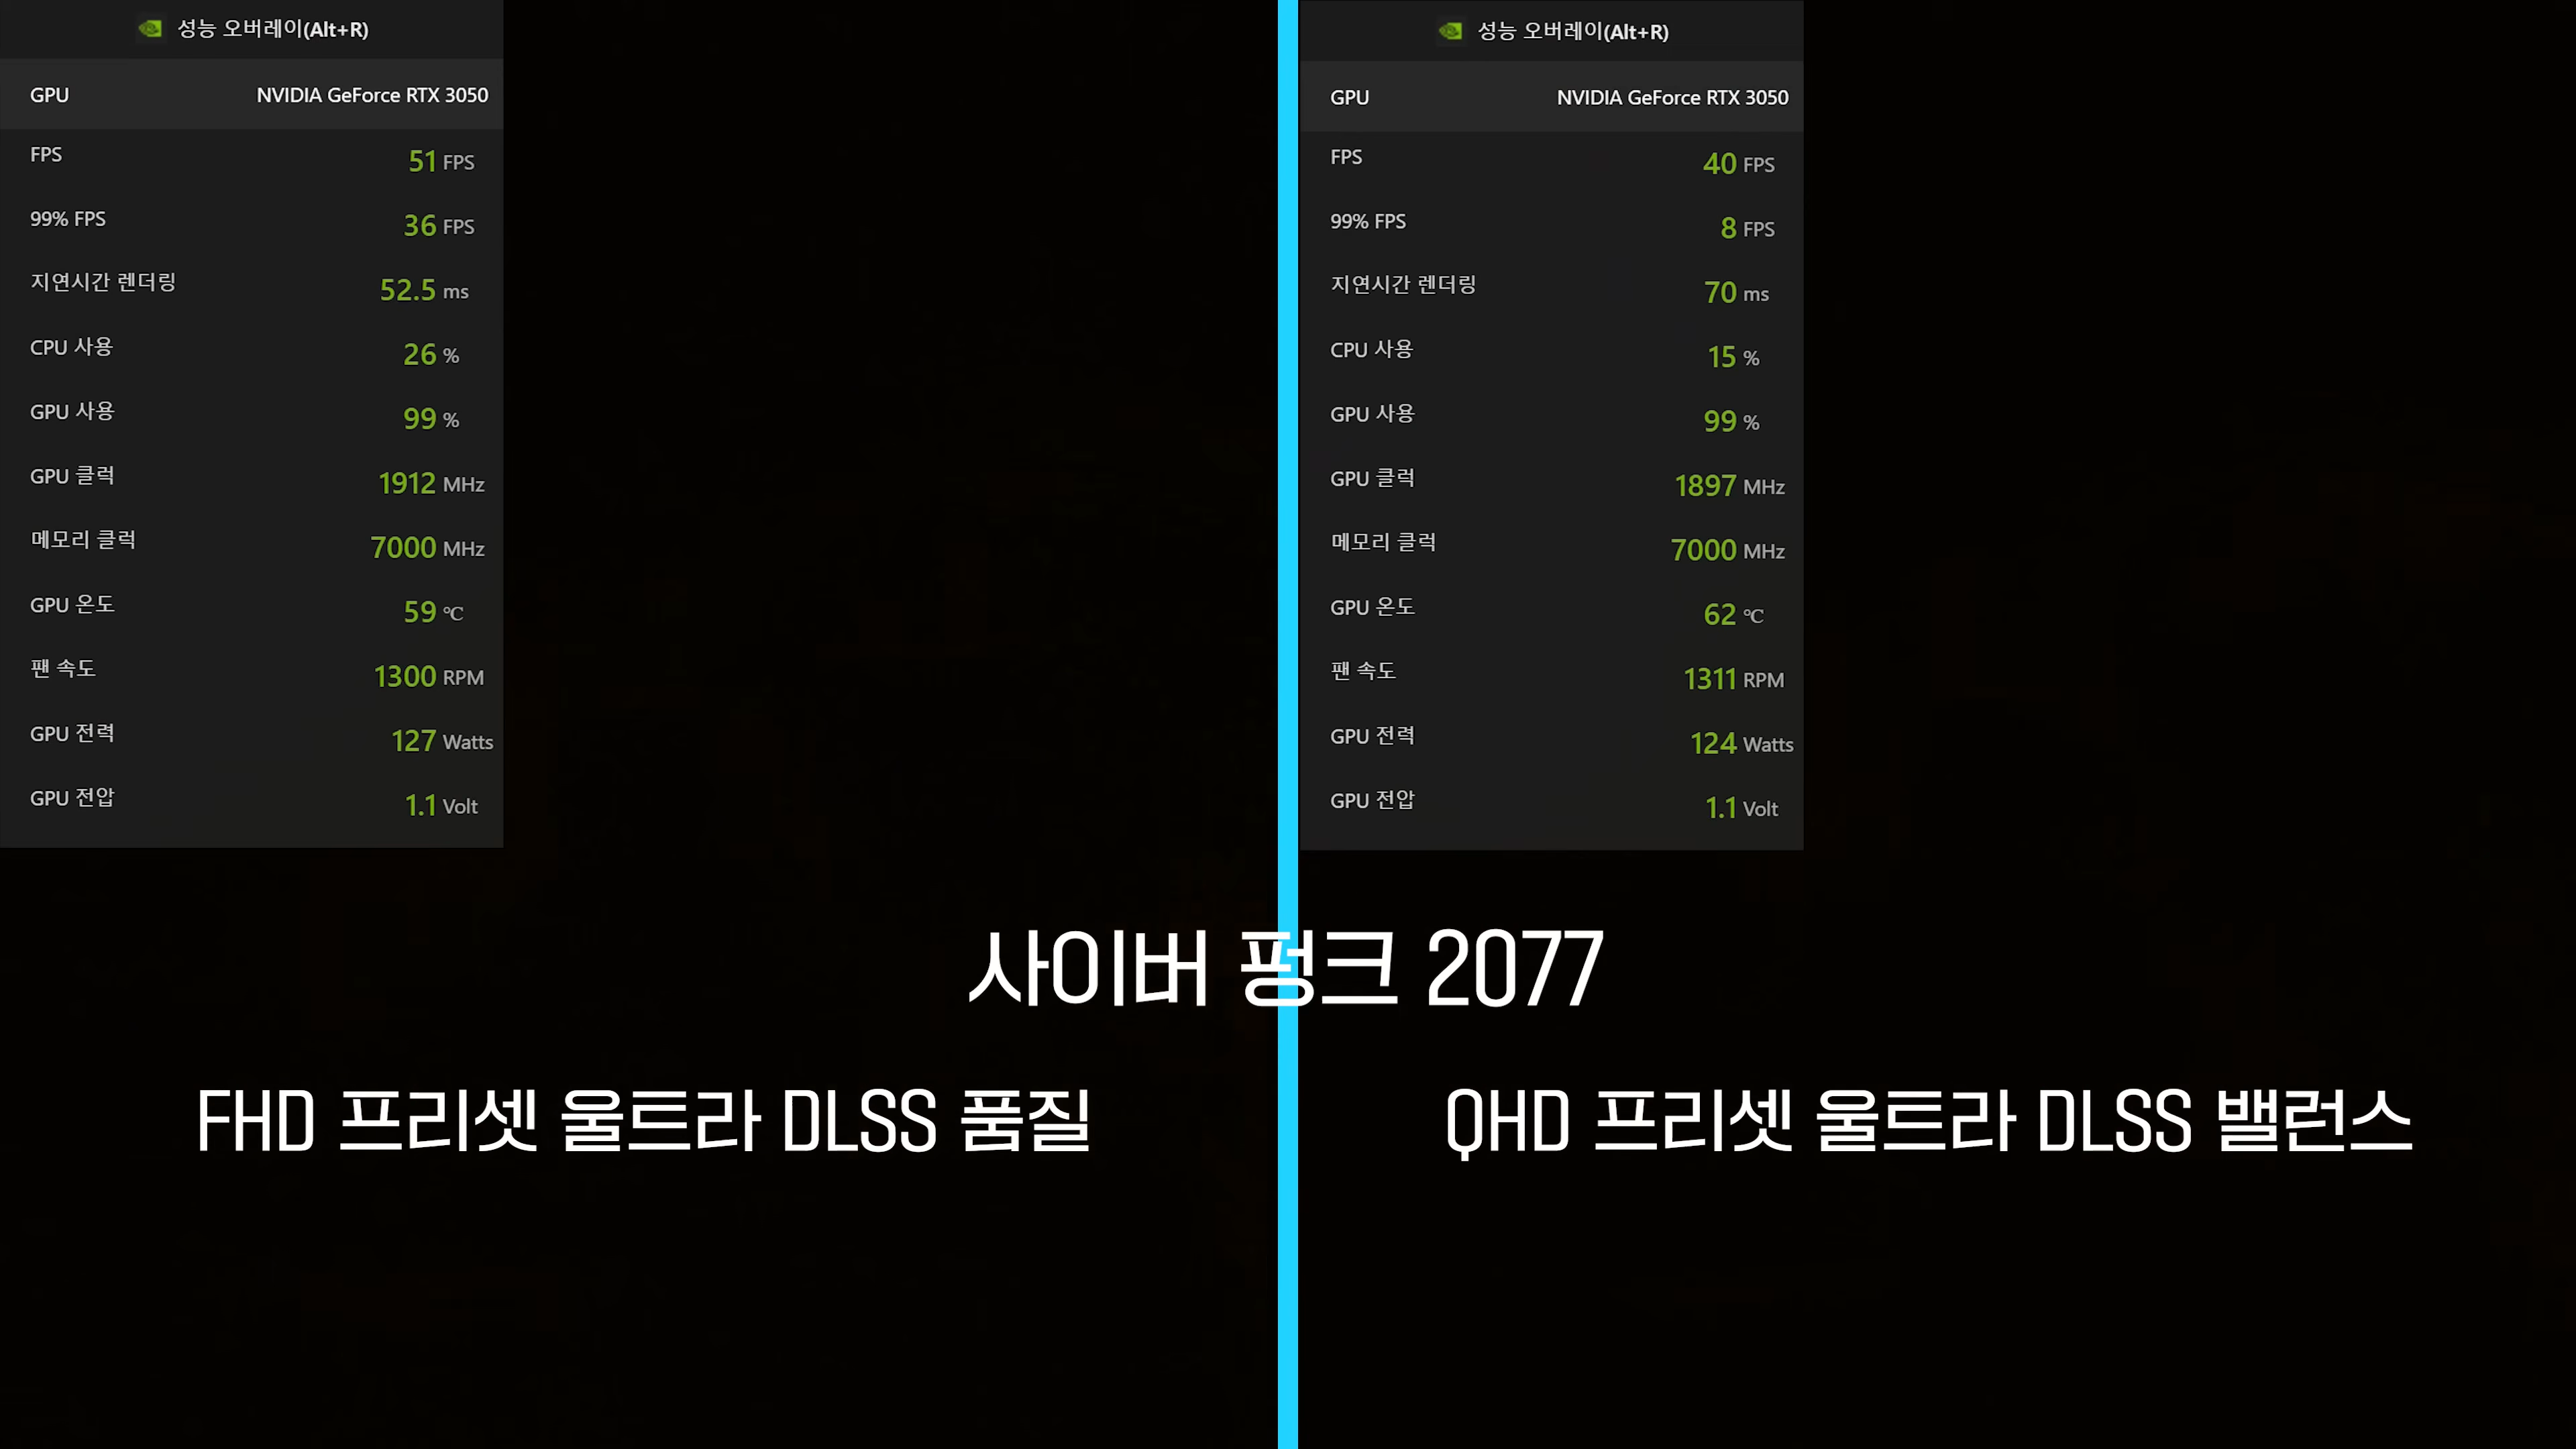 성능 오버레이(Alt+R)
GPU NVIDIA GeForce RTX 3050
FPS 51 FPS
99% FPS 36 FPS
지연시간 렌더링 52.5 ms
CPU 사용 26 %
GPU 사용 99 %
GPU 클럭 1912 MHz
메모리 클럭 7000 MHz
GPU 온도 59 ℃
팬 속도 1300 RPM
GPU 전력 127 Watts
GPU 전압 1.1 Volt
성능 오버레이(Alt+R)
GPU NVIDIA GeForce RTX 3050
FPS 40 FPS
99% FPS 8 FPS
지연시간 렌더링 70 ms
CPU 사용 15 %
GPU 사용 99 %
GPU 클럭 1897 MHz
메모리 클럭 7000 MHz
GPU 온도 62 ℃
팬 속도 1311 RPM
GPU 전력 124 Watts
GPU 전압 1.1 Volt
사이버 펑크 2077
FHD 프리셋 울트라 DLSS 품질
QHD 프리셋 울트라 DLSS 밸런스